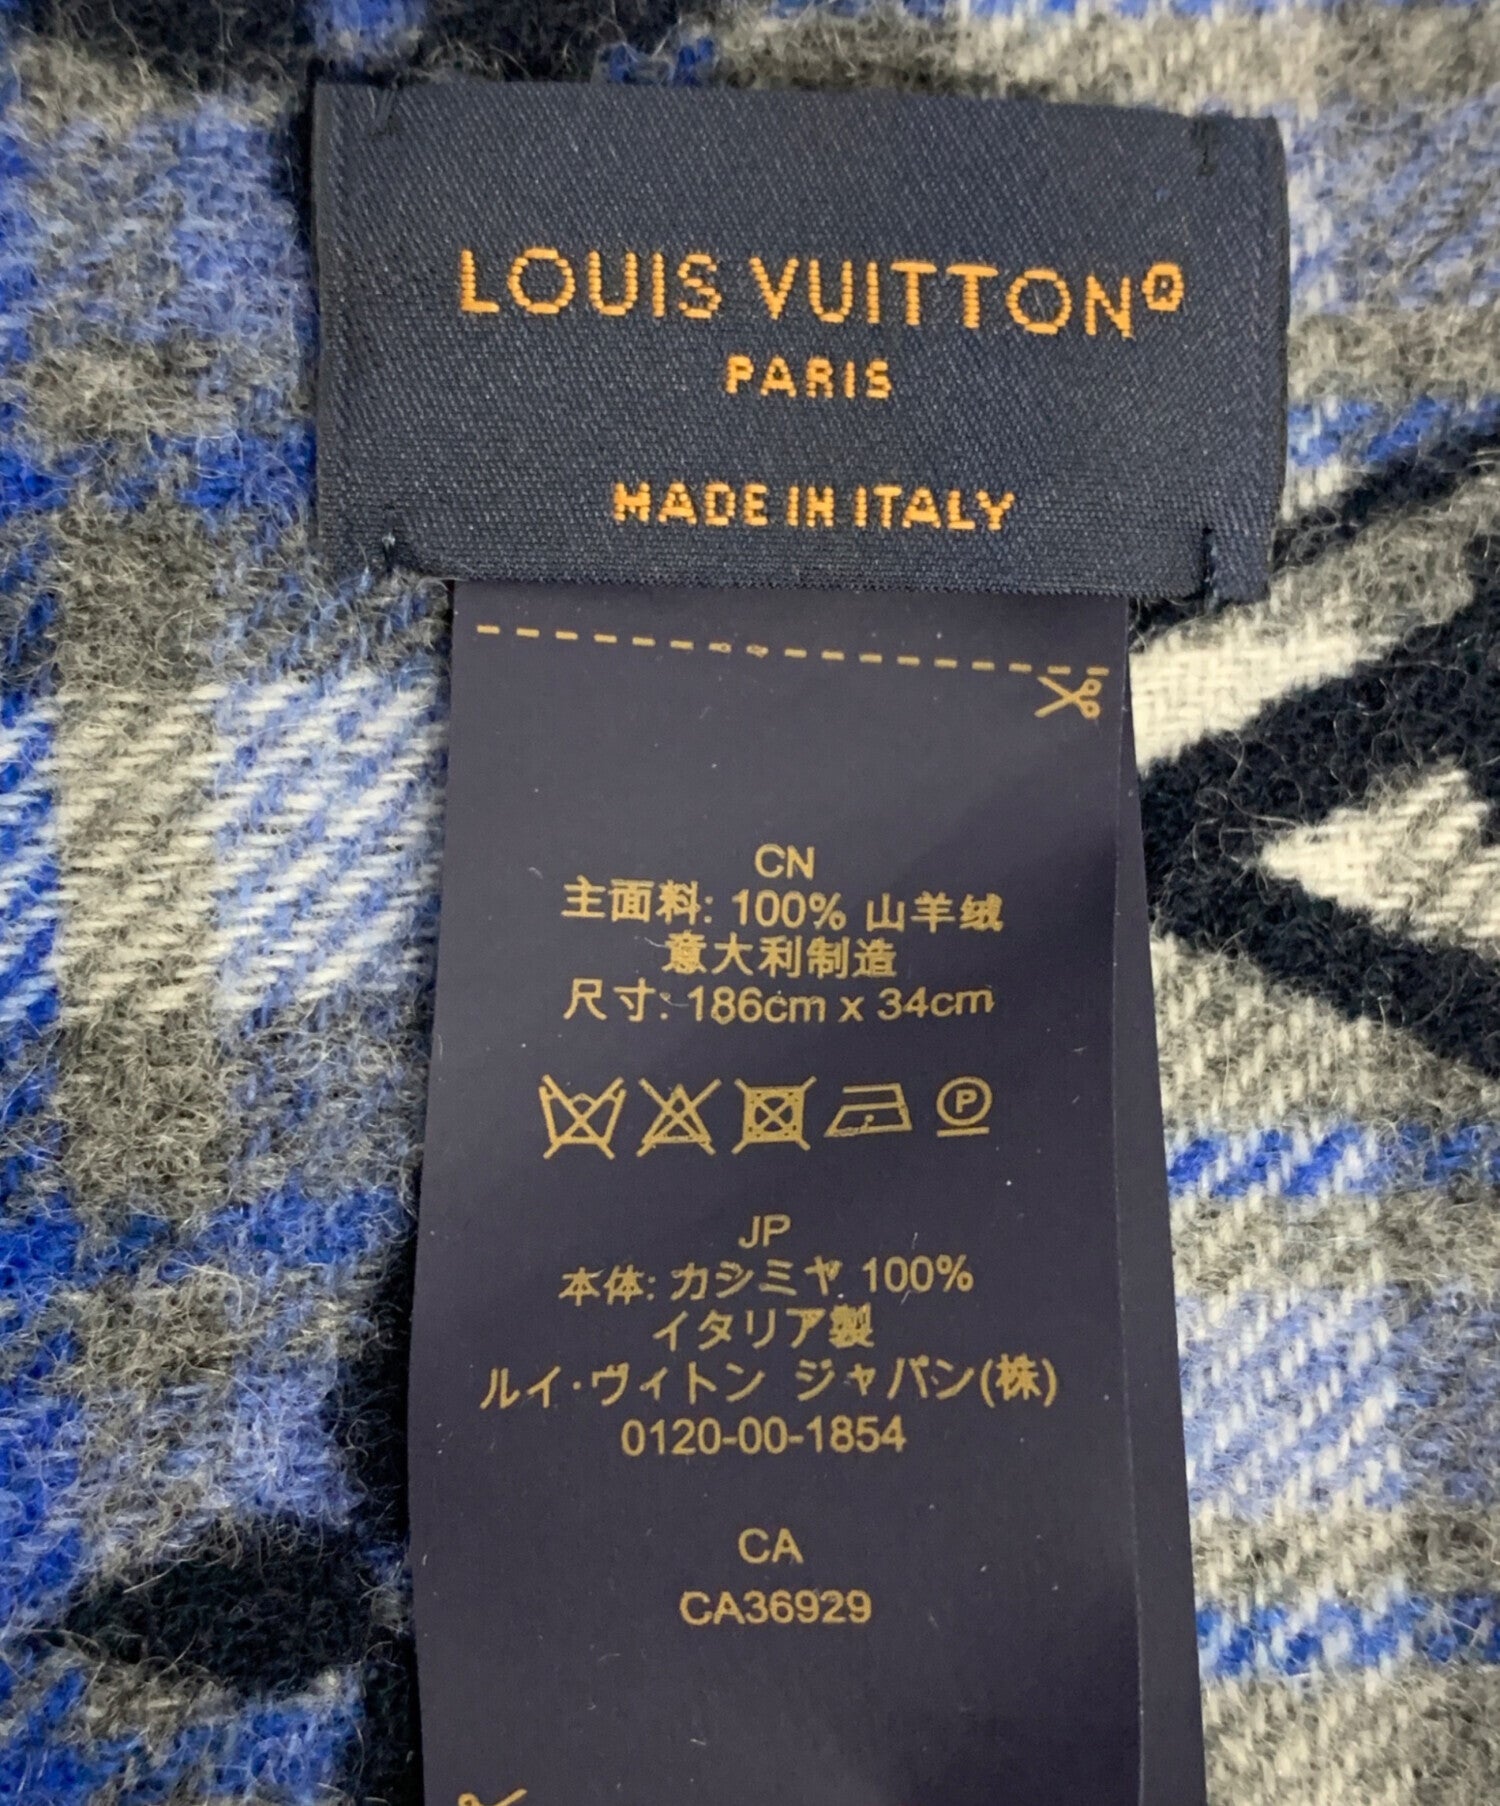 LOUIS VUITTON®
PARIS
MADE IN ITALY
CN
主面料: 100% 山羊绒
意大利制造
尺寸: 186cm x 34cm
P
JP
本体: カシミヤ 100%
イタリア製
ルイ·ヴィトン ジャパン(株)
0120-00-1854
CA
CA36929